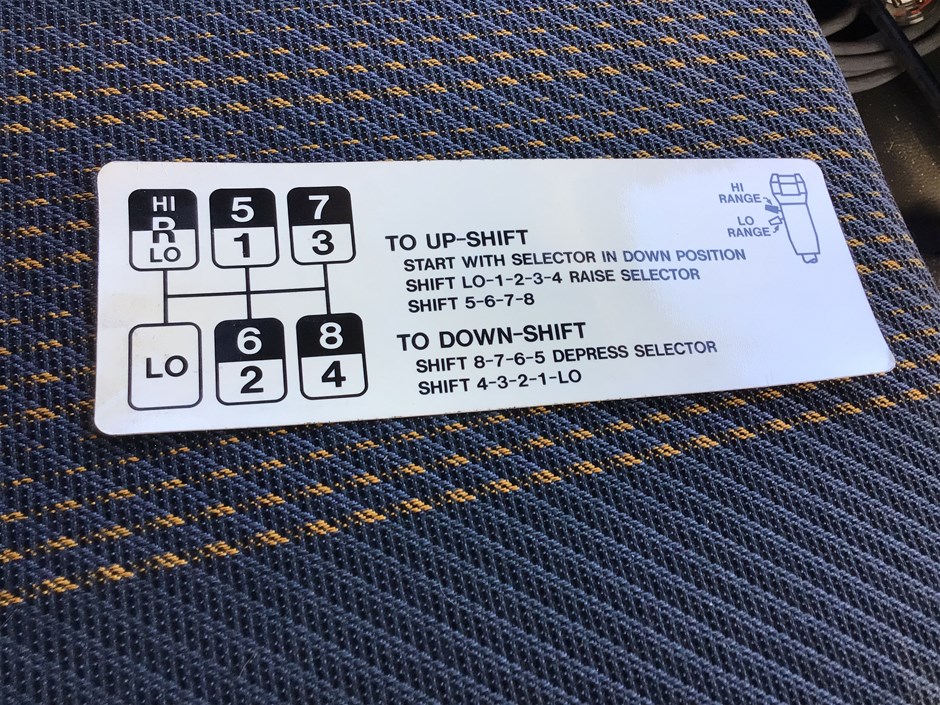 HI
R
LO
5
1
7
3
LO
6
2
8
4
TO UP-SHIFT
START WITH SELECTOR IN DOWN POSITION
SHIFT LO-1-2-3-4 RAISE SELECTOR
SHIFT 5-6-7-8
TO DOWN-SHIFT
SHIFT 8-7-6-5 DEPRESS SELECTOR
SHIFT 4-3-2-1-LO
HI
RANGE
LO
RANGE